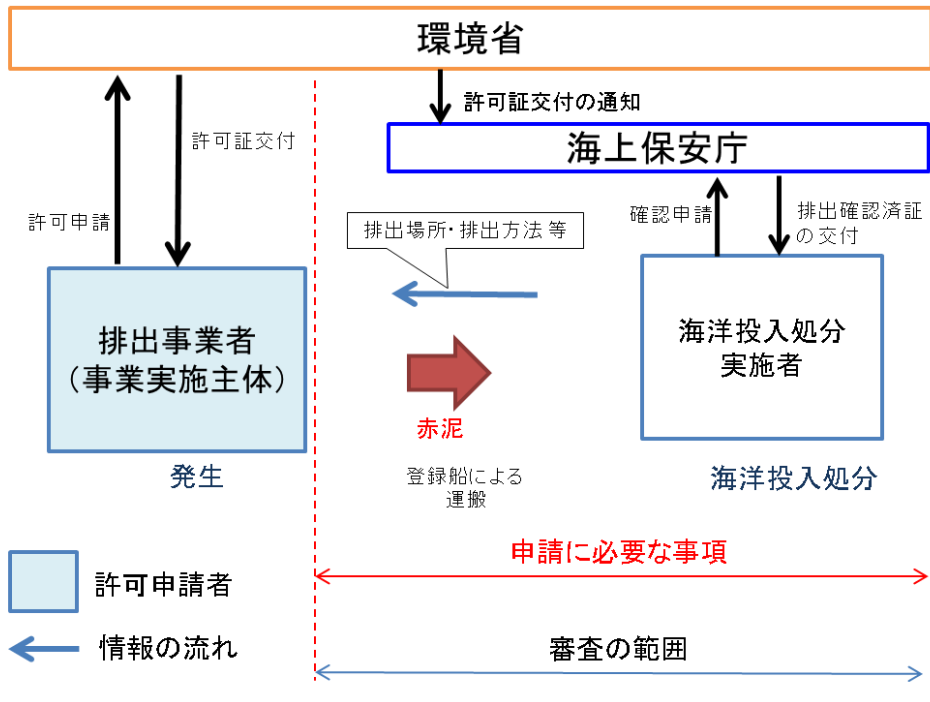 環境省
許可証交付の通知
海上保安庁
許可証交付
許可申請
確認申請
排出確認済証
の交付
排出場所・排出方法 等
排出事業者
（事業実施主体）
海洋投入処分
実施者
赤泥
発生
登録船による
運搬
海洋投入処分
申請に必要な事項
許可申請者
情報の流れ
審査の範囲